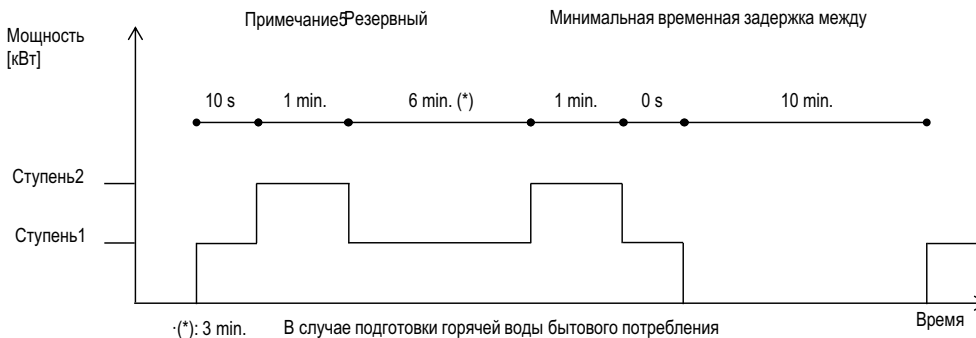 Примечание5Резервный Минимальная временная задержка между
Мощность
[кВт]
10 s 1 min. 6 min. (*) 1 min. 0 s 10 min.
Ступень2
Ступень1
·(*): 3 min. В случае подготовки горячей воды бытового потребления
Время